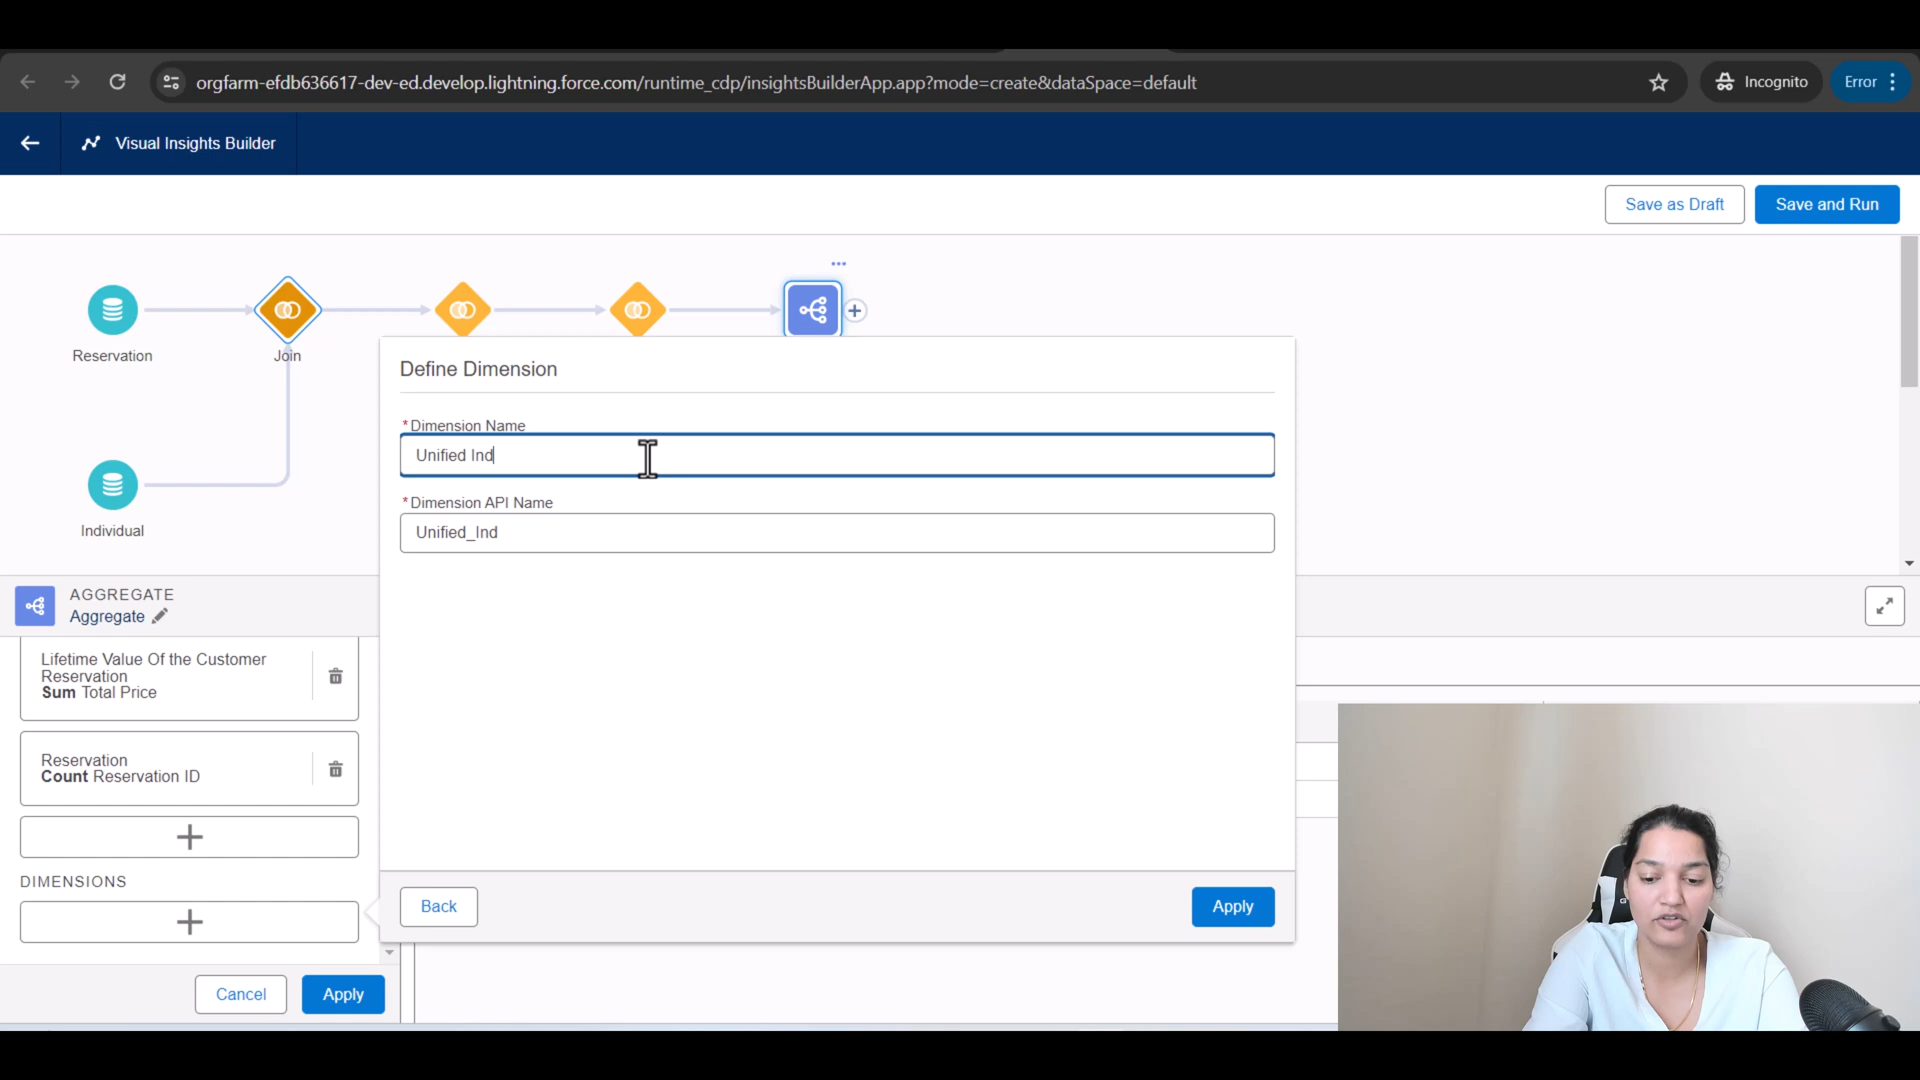 orgfarm-efdb636617-dev-ed.develop.lightning.force.com/runtime_cdp/insightsBuilderApp.app?mode=create&dataSpace=default
Incognito
Error
Visual Insights Builder
Save as Draft
Save and Run
Reservation
Join
Individual
Define Dimension
*Dimension Name
Unified Ind
*Dimension API Name
Unified_Ind
Back
Apply
AGGREGATE
Aggregate
Lifetime Value Of the Customer
Reservation
Sum Total Price
Reservation
Count Reservation ID
DIMENSIONS
Cancel
Apply